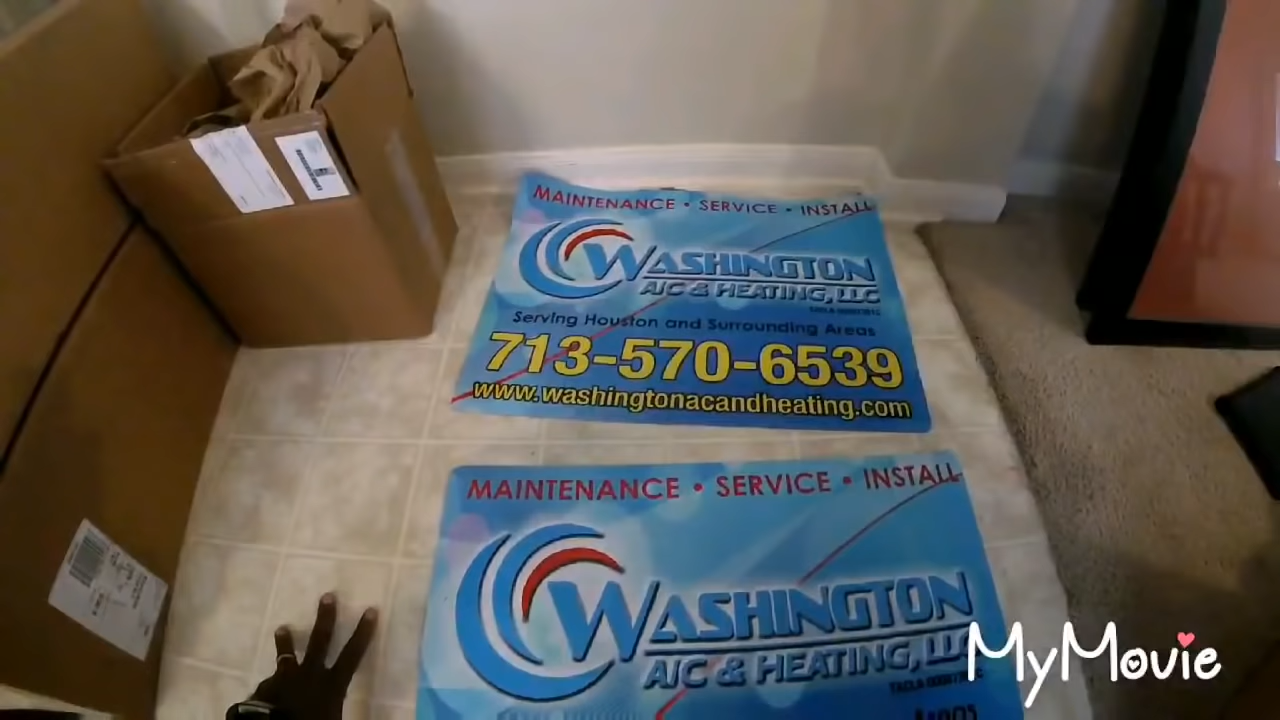 MAINTENANCE • SERVICE • INSTALL
WASHINGTON
A/C & HEATING, LLC
Serving Houston and Surrounding Areas
713-570-6539
www.washingtonacandheating.com
MAINTENANCE • SERVICE • INSTALL
WASHINGTON
A/C & HEATING, LLC
MyMovie